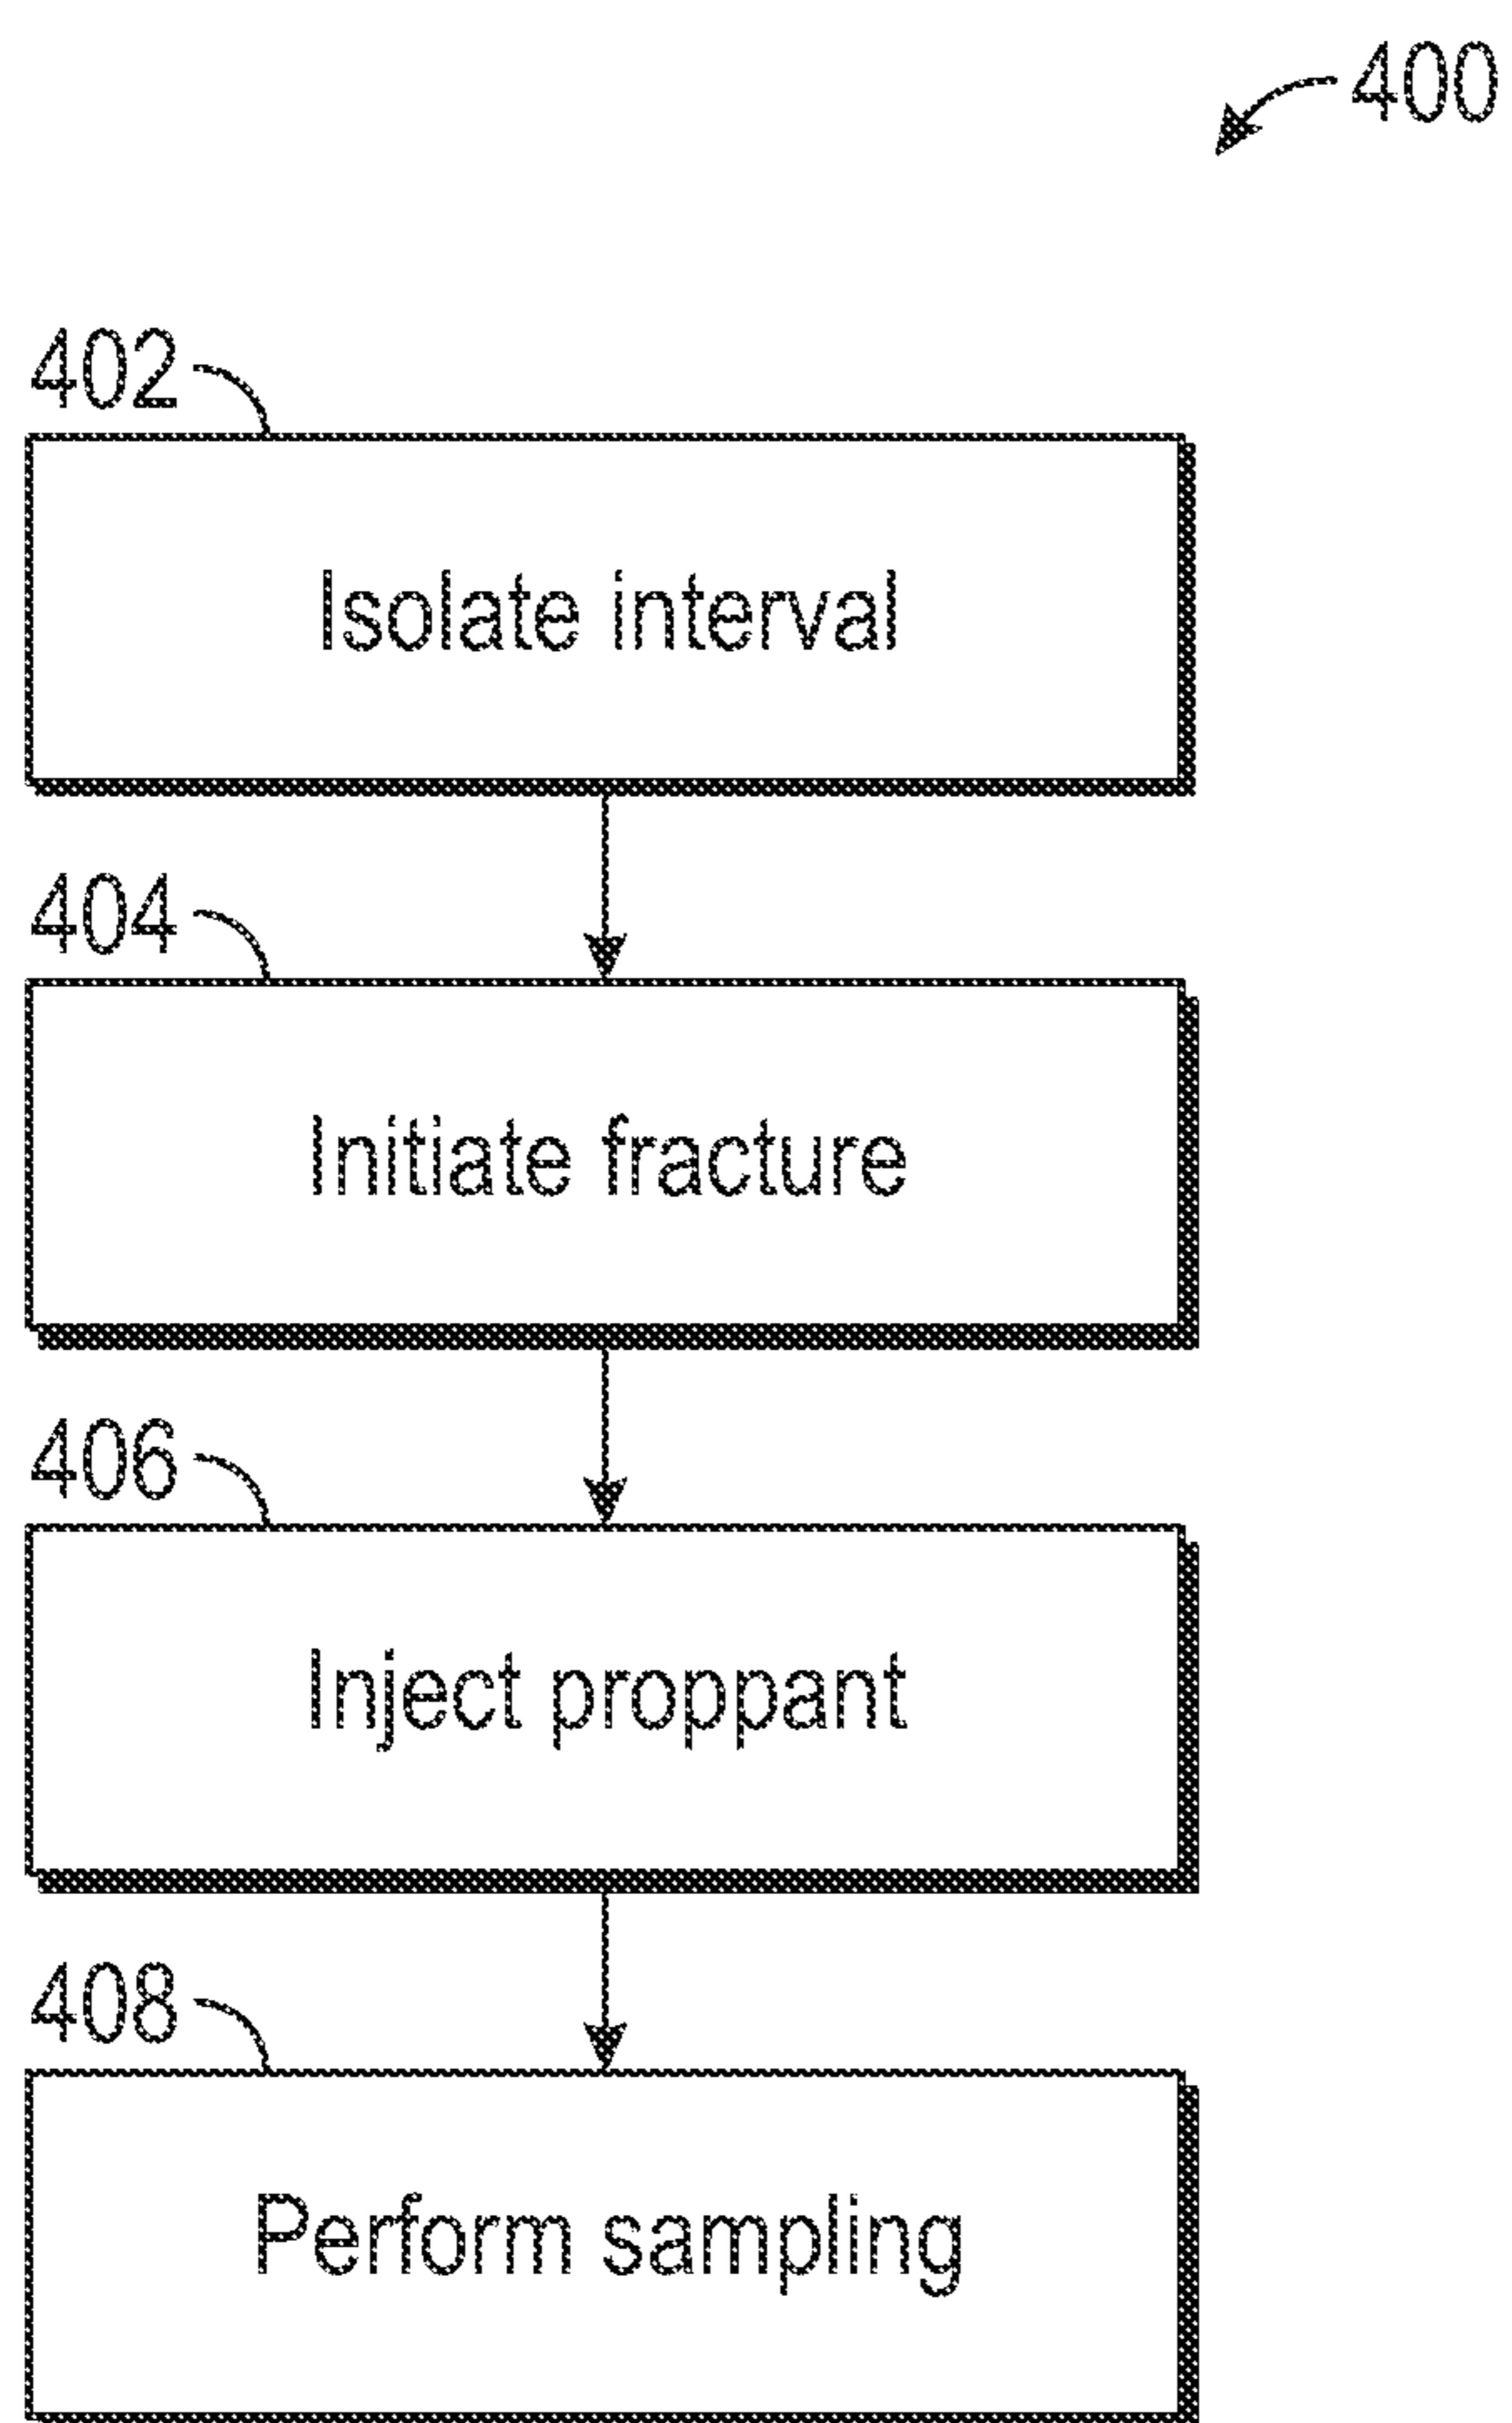 400
402
Isolate interval
404
Initiate fracture
406
Inject proppant
408
Perform sampling